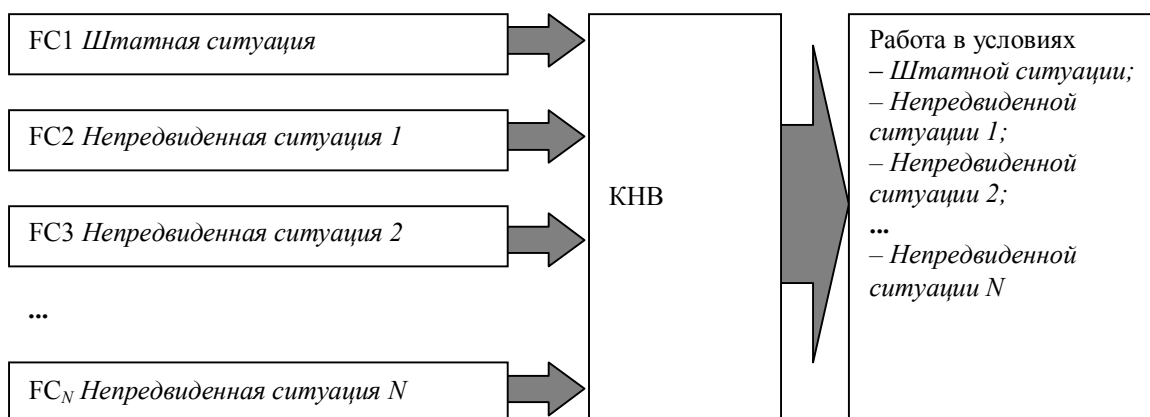 FC1 Штатная ситуация
FC2 Непредвиденная ситуация 1
FC3 Непредвиденная ситуация 2
...
FCN Непредвиденная ситуация N
КНВ
Работа в условиях
– Штатной ситуации;
– Непредвиденной
ситуации 1;
– Непредвиденной
ситуации 2;
...
– Непредвиденной
ситуации N